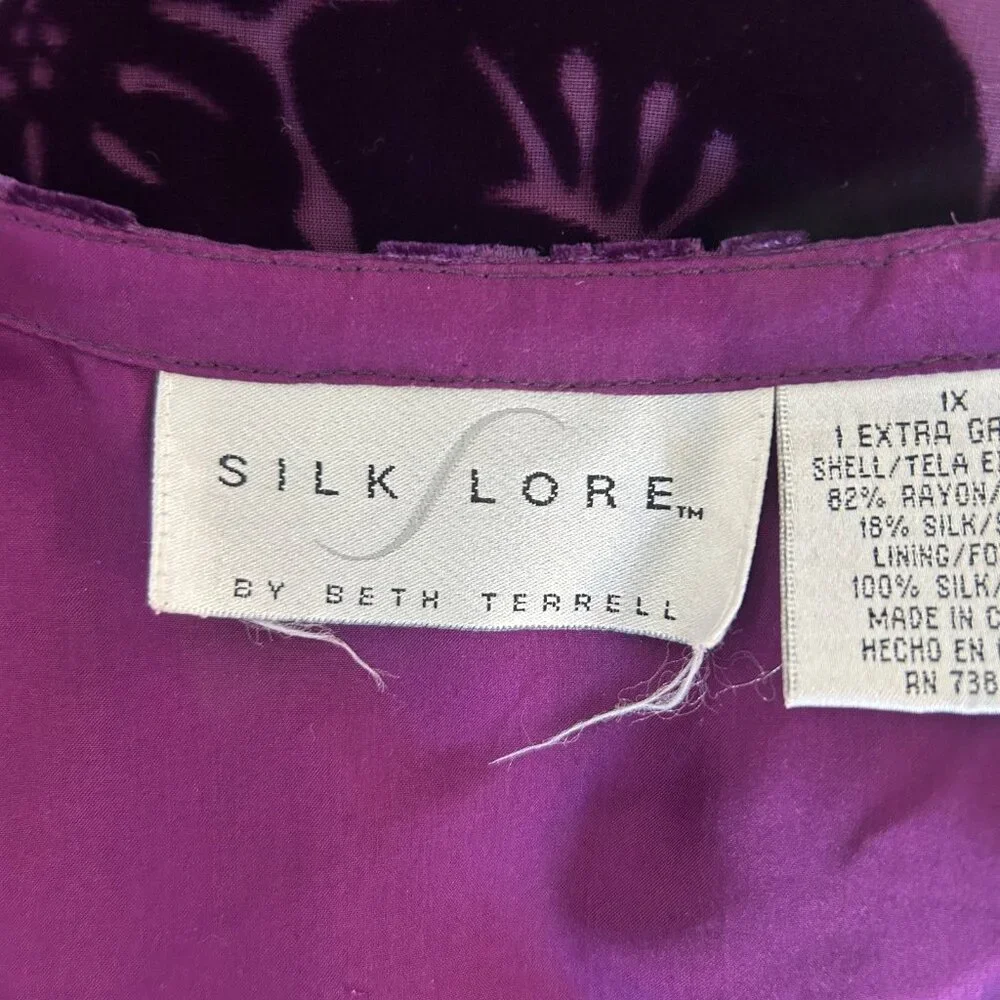 SILK LORE™
BY BETH TERRELL
1X
1 EXTRA GR
SHELL/TELA E
82% RAYON/
18% SILK/S
LINING/FO
100% SILK/
MADE IN C
HECHO EN
RN 738